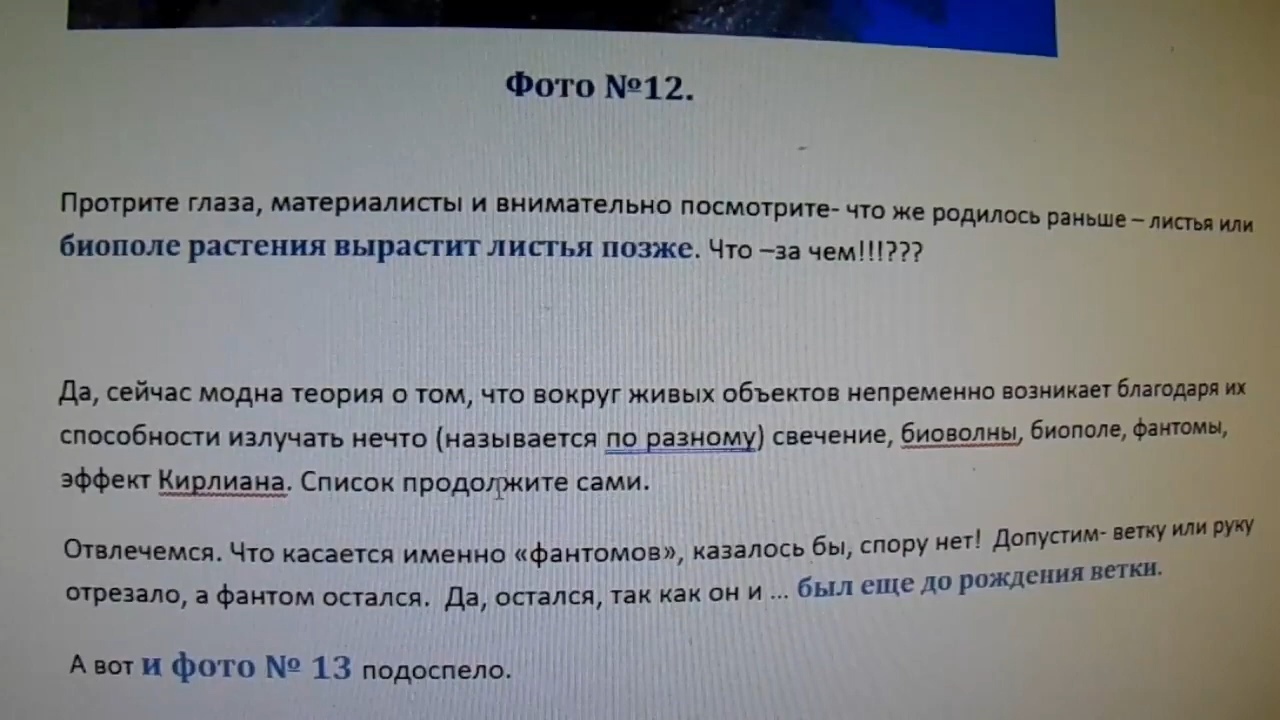 Фото №12.
Протрите глаза, материалисты и внимательно посмотрите- что же родилось раньше – листья или
биополе растения вырастит листья позже. Что –за чем!!!???
Да, сейчас модна теория о том, что вокруг живых объектов непременно возникает благодаря их
способности излучать нечто (называется по разному) свечение, биоволны, биополе, фантомы,
эффект Кирлиана. Список продолжите сами.
Отвлечемся. Что касается именно «фантомов», казалось бы, спору нет! Допустим- ветку или руку
отрезало, а фантом остался. Да, остался, так как он и ... был еще до рождения ветки.
А вот и фото № 13 подоспело.